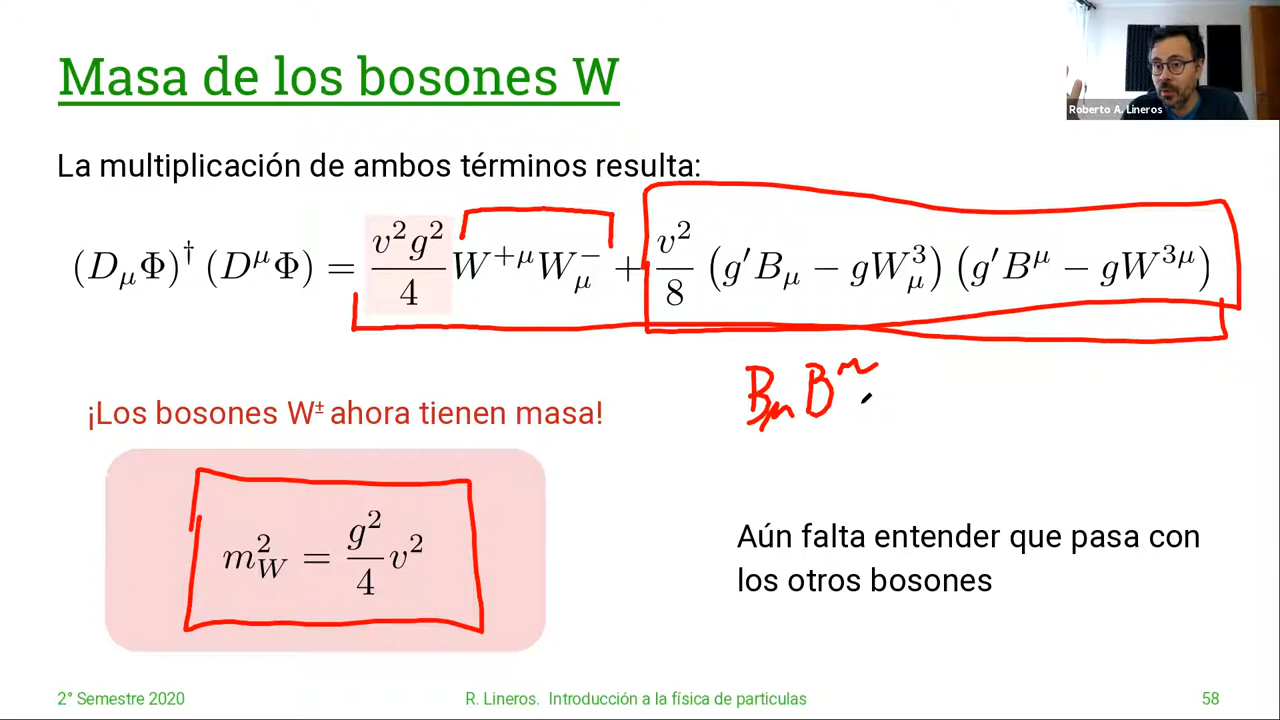 Masa de los bosones W
Roberto A. Lineros
La multiplicación de ambos términos resulta:
(D_μΦ)^† (D^μΦ) = v²g²/4 W^{+μ}W^−_μ + v²/8 (g′B_μ − gW³_μ) (g′B^μ − gW^{3μ})
B_μ B^μ
¡Los bosones W± ahora tienen masa!
m²_W = g²/4 v²
Aún falta entender que pasa con
los otros bosones
2° Semestre 2020
R. Lineros. Introducción a la física de particulas
58